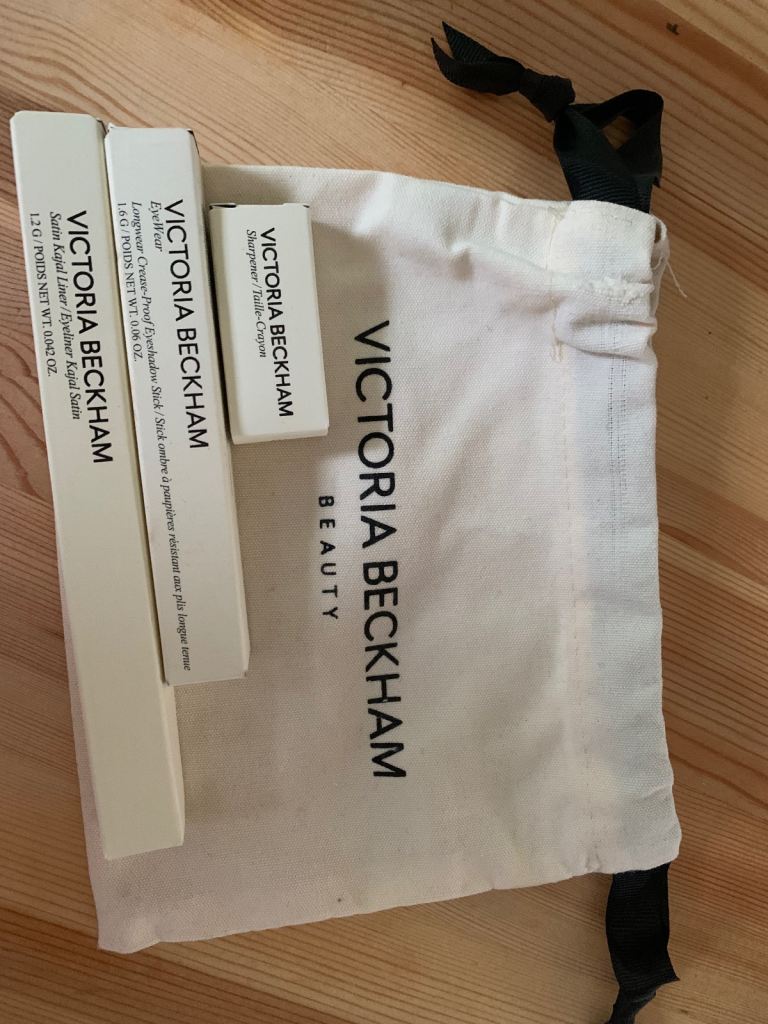 VICTORIA BECKHAM
BEAUTY
VICTORIA BECKHAM
Sharpener / Taille-Crayon
VICTORIA BECKHAM
EyeWear
Longwear Crease-Proof Eyeshadow Stick / Stick ombre à paupières résistant aux plis longue tenue
1.6 G / POIDS NET WT. 0.06 OZ.
VICTORIA BECKHAM
Satin Kajal Liner / Eyeliner Kajal Satin
1.2 G / POIDS NET WT. 0.042 OZ.